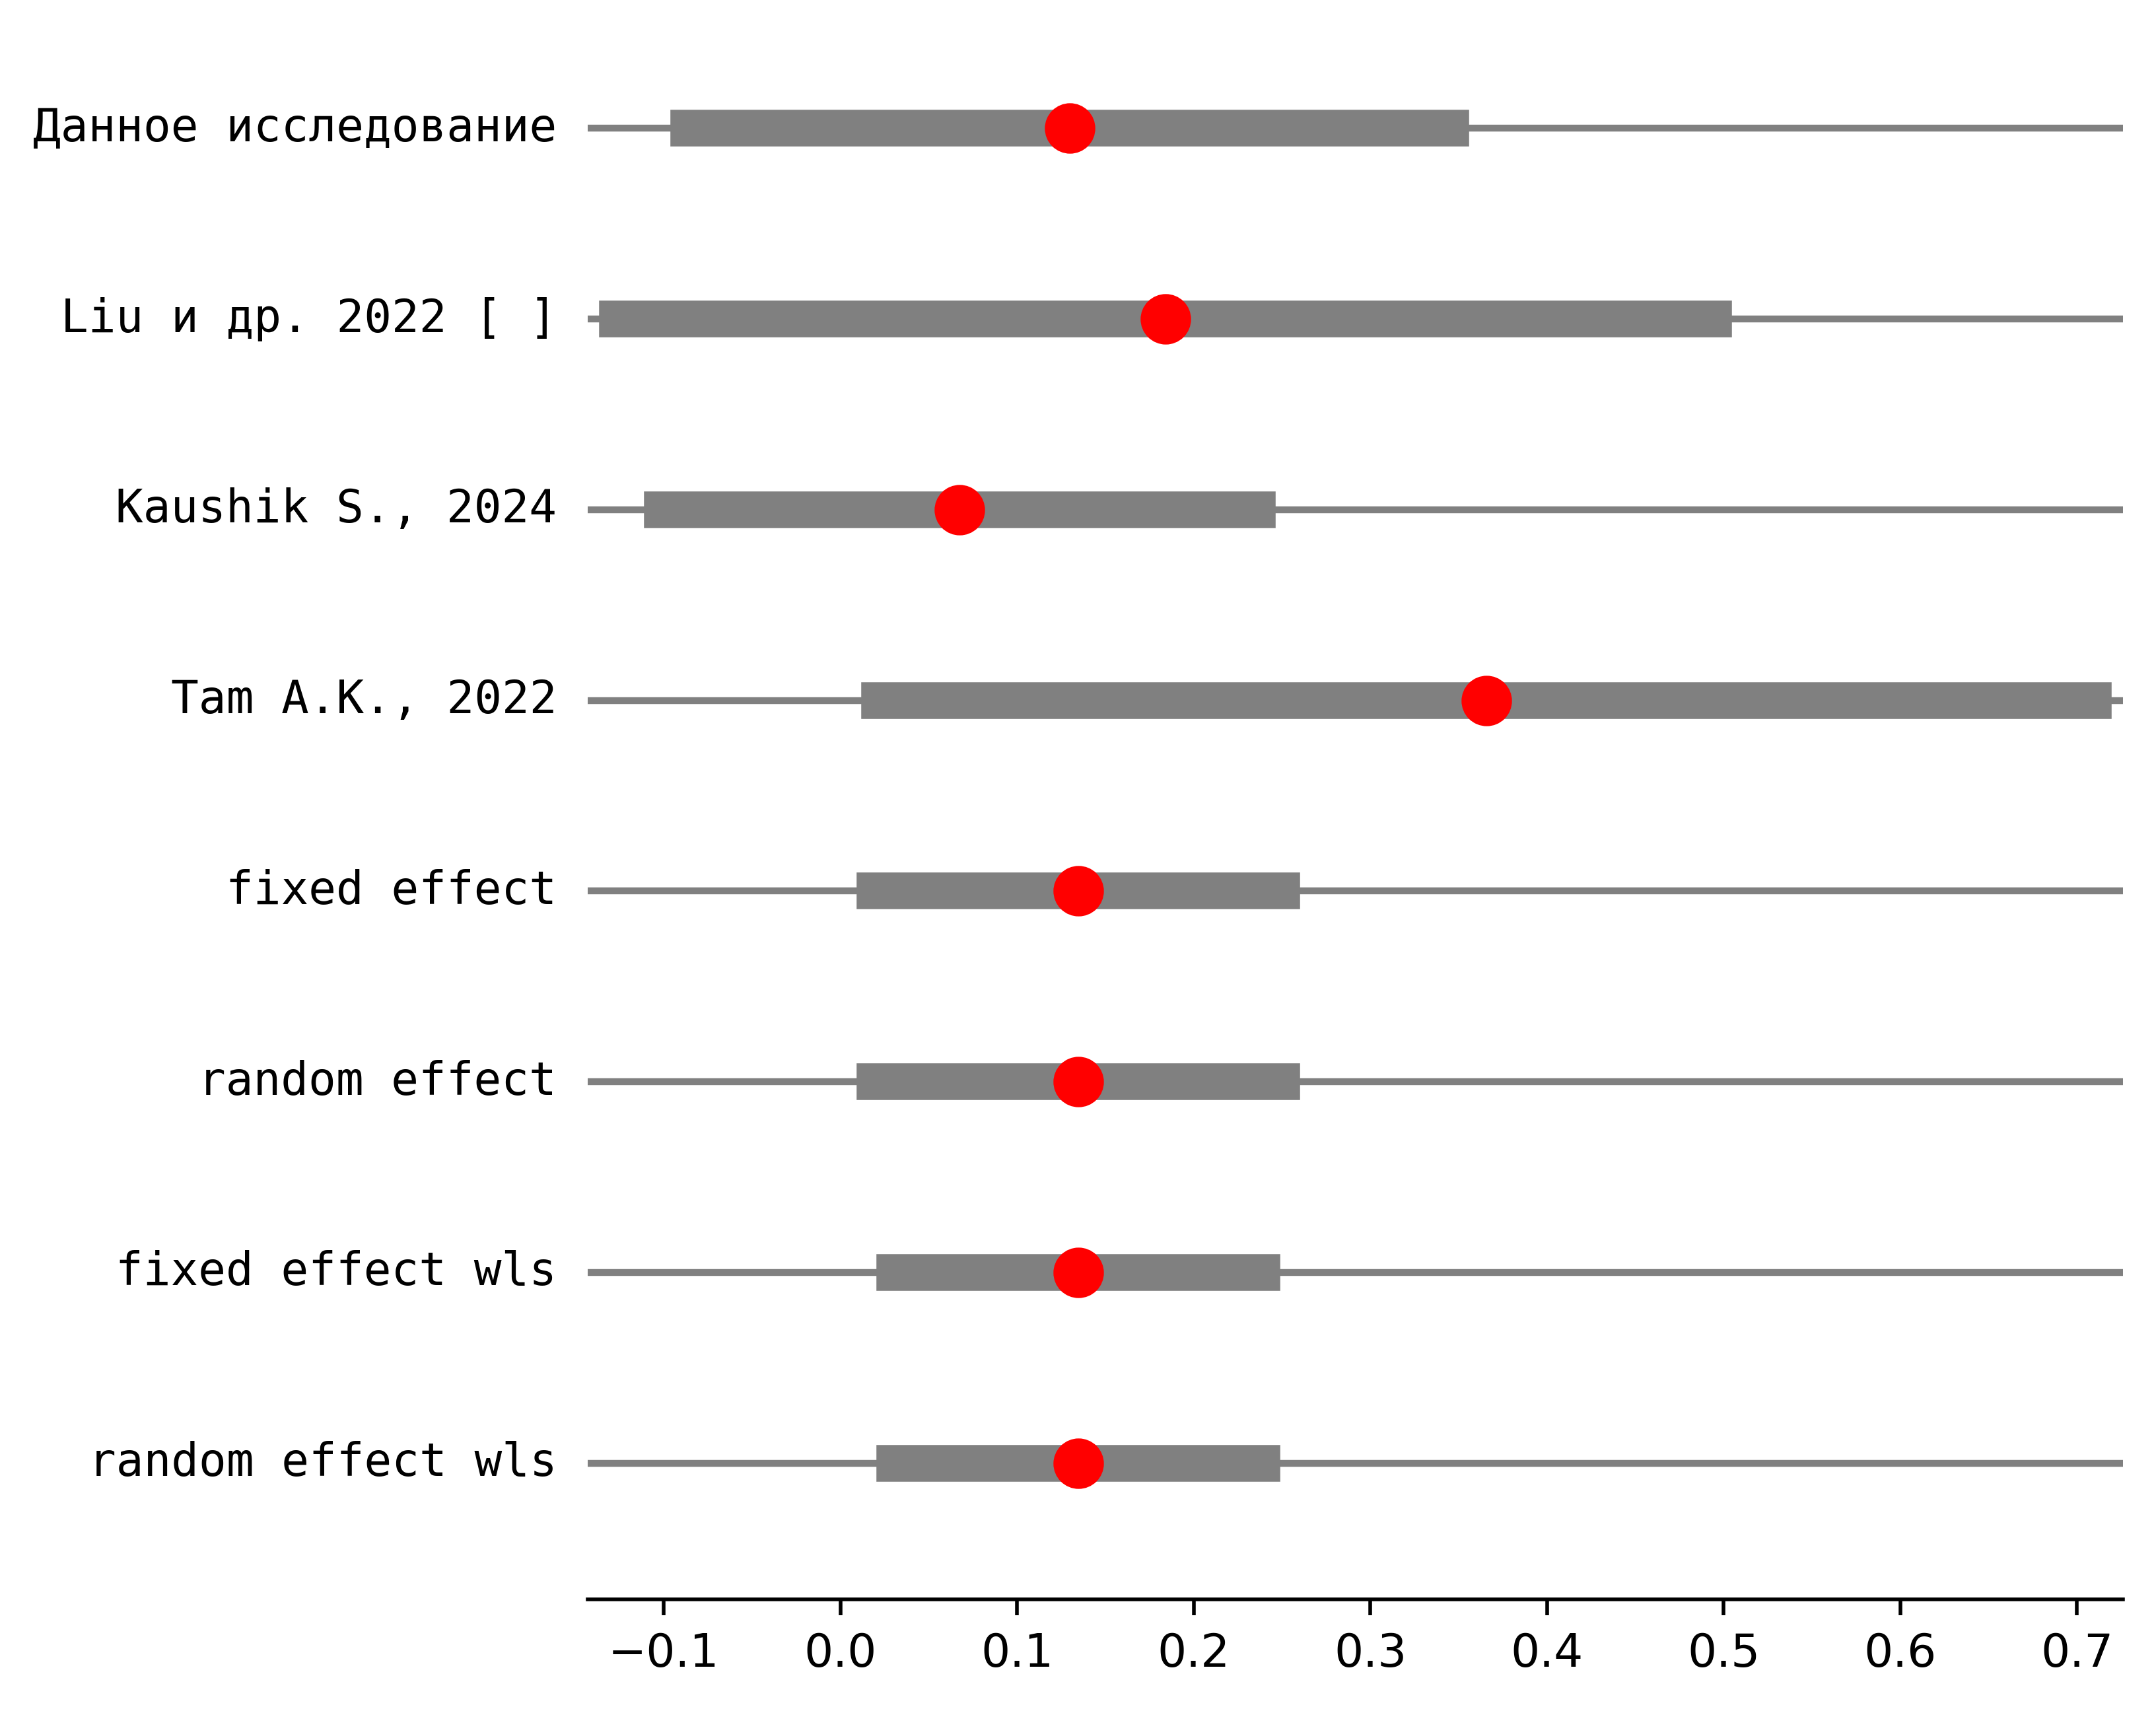 Данное исследование
Liu и др. 2022 [ ]
Kaushik S., 2024
Tam A.K., 2022
fixed effect
random effect
fixed effect wls
random effect wls
−0.1 0.0 0.1 0.2 0.3 0.4 0.5 0.6 0.7